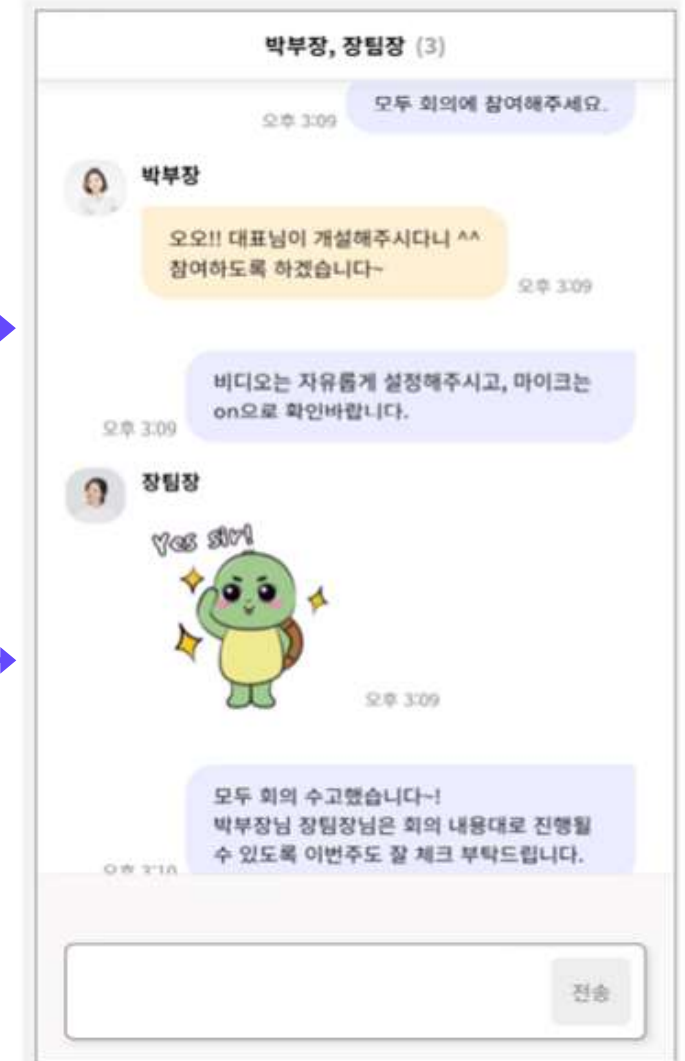 박부장, 장팀장 (3)
모두 회의에 참여해주세요.
오후 3:09
박부장
오오!! 대표님이 개설해주시다니 ^^
참여하도록 하겠습니다~
오후 3:09
비디오는 자유롭게 설정해주시고, 마이크는
on으로 확인바랍니다.
오후 3:09
장팀장
Yes sir!
오후 3:09
모두 회의 수고했습니다~!
박부장님 장팀장님은 회의 내용대로 진행될
수 있도록 이번주도 잘 체크 부탁드립니다.
오후 3:10
전송